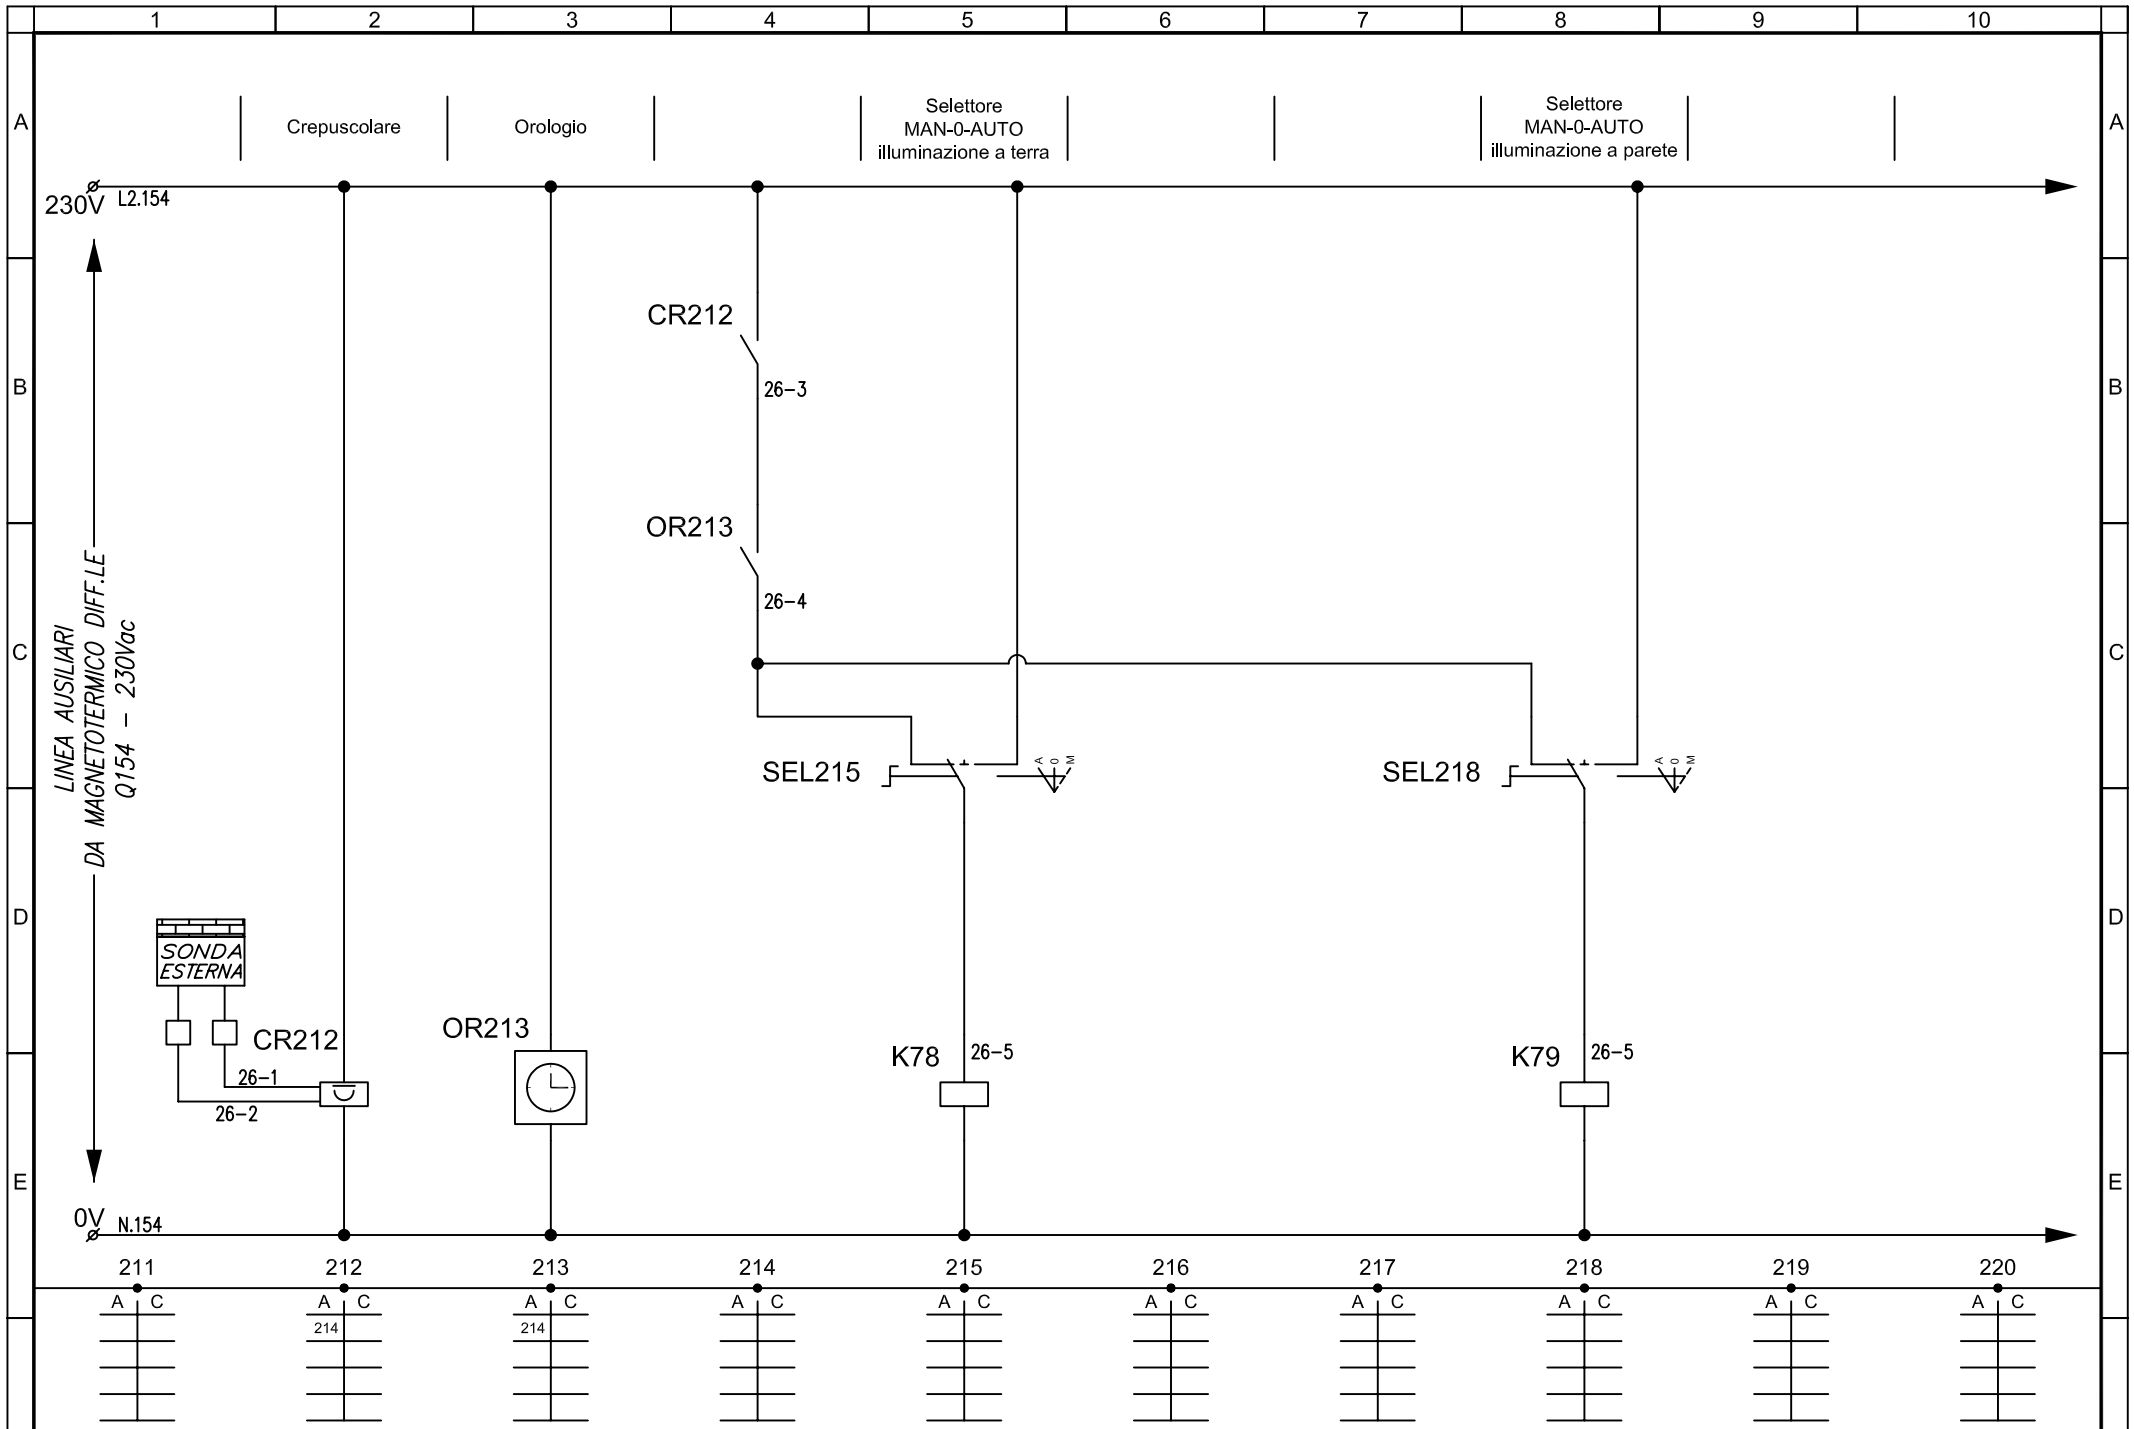 1 2 3 4 5 6 7 8 9 10
A A
Crepuscolare
Orologio
Selettore
MAN-0-AUTO
illuminazione a terra
Selettore
MAN-0-AUTO
illuminazione a parete
230V L2.154
B B
CR212
26-3
OR213
26-4
C C
LINEA AUSILIARI
DA MAGNETOTERMICO DIFF.LE
Q154 - 230Vac
SEL215
A 0 M
SEL218
A 0 M
D D
SONDA
ESTERNA
CR212
26-1
26-2
OR213
K78 26-5
K79 26-5
E E
0V N.154
211 212 213 214 215 216 217 218 219 220
A C A C A C A C A C A C A C A C A C A C
214 214